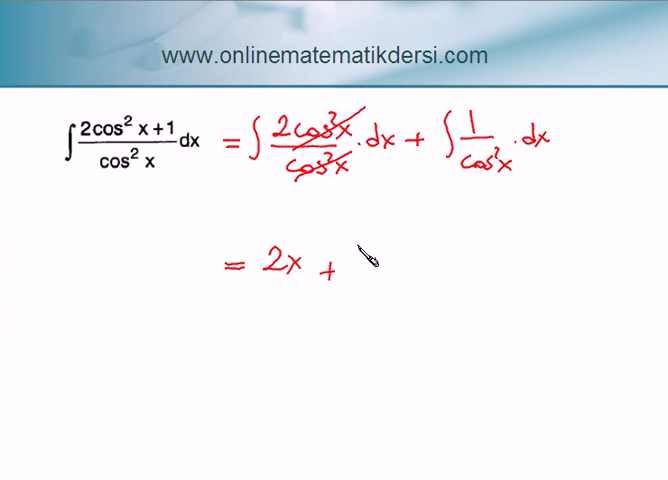 www.onlinematematikdersi.com
∫ (2cos² x+1)/(cos² x) dx = ∫ (2cos²x)/(cos²x) . dx + ∫ 1/(cos²x) . dx
= 2x +